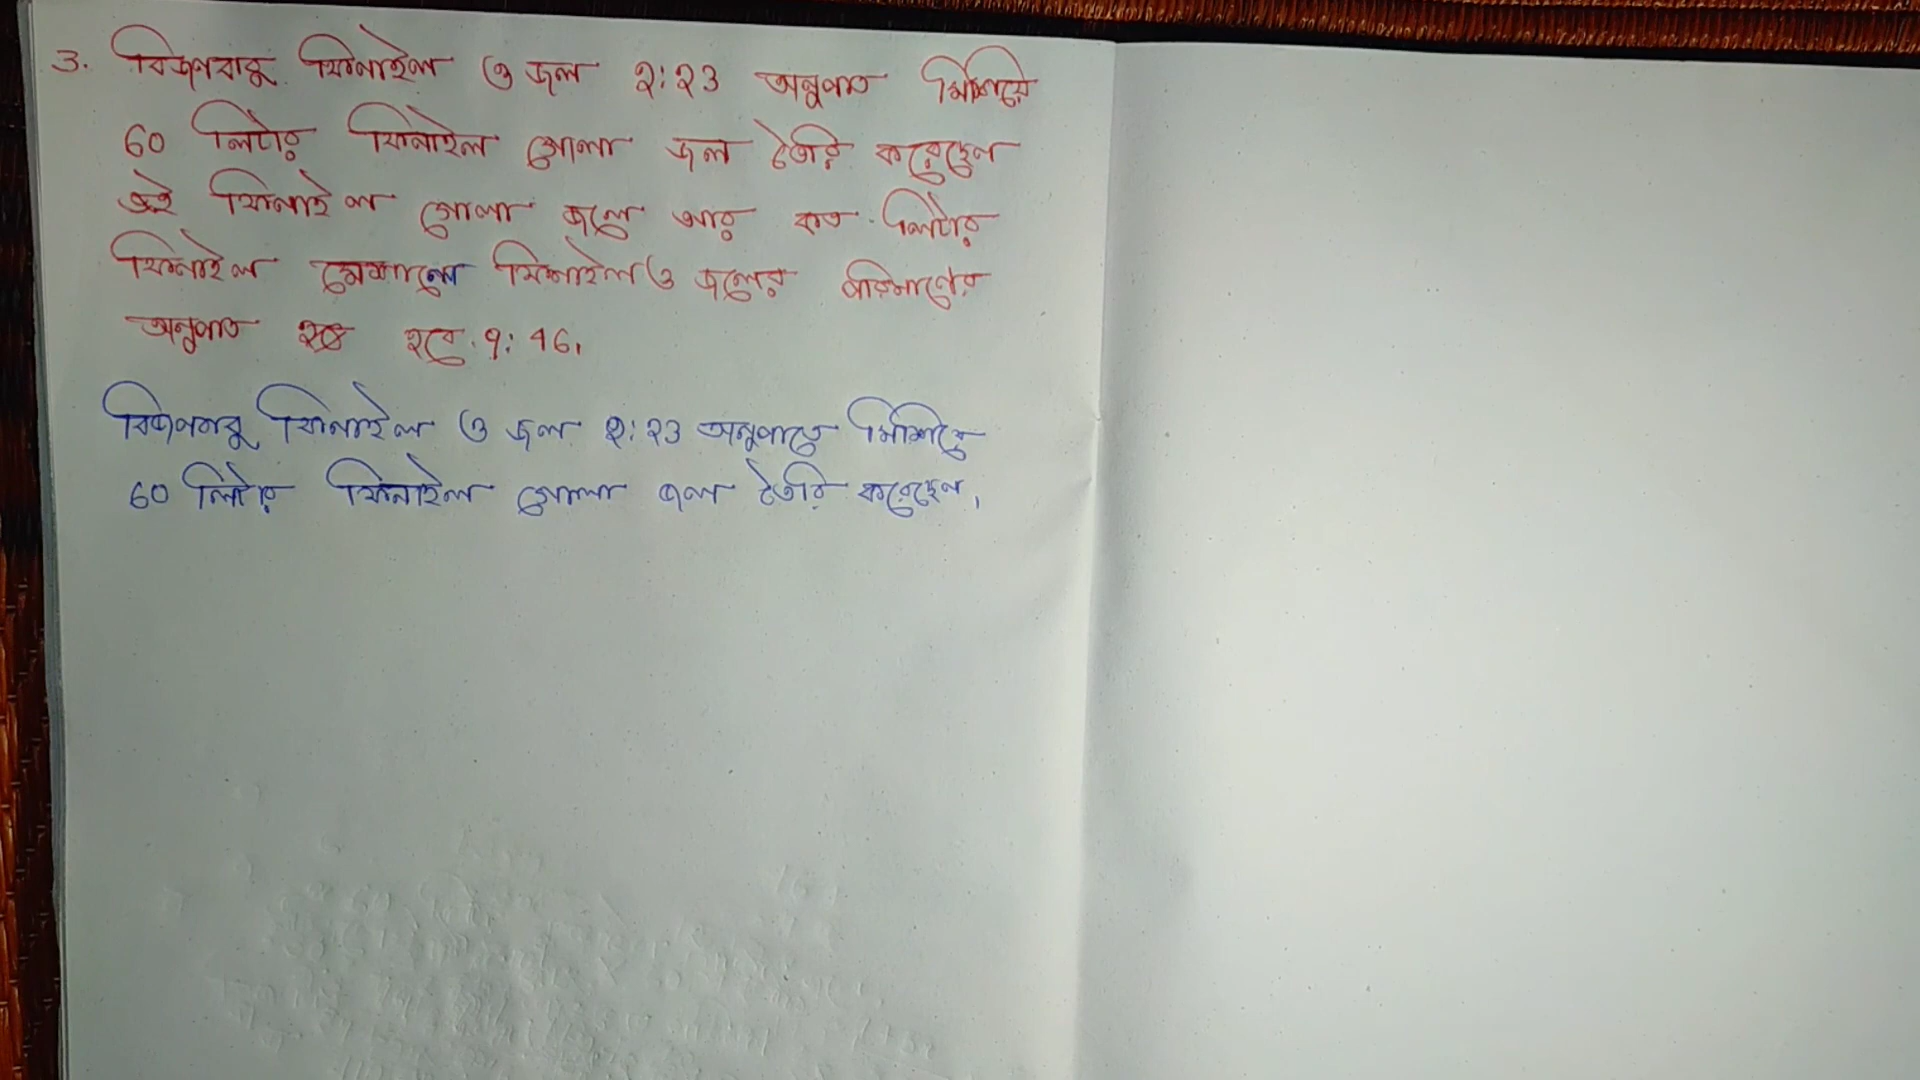 3. বিজনবাবু ফিনাইল ও জল 2:23 অনুপাত মিশিয়ে
60 লিটার ফিনাইল গোলা জল তৈরি করেছেন
এই ফিনাইল গোলা জলে আর কত লিটার
ফিনাইল মেশালে ফিনাইল ও জলের পরিমাণের
অনুপাত হবে 9:46।
বিজনবাবু ফিনাইল ও জল 2:23 অনুপাতে মিশিয়ে
60 লিটার ফিনাইল গোলা জল তৈরি করেছেন।